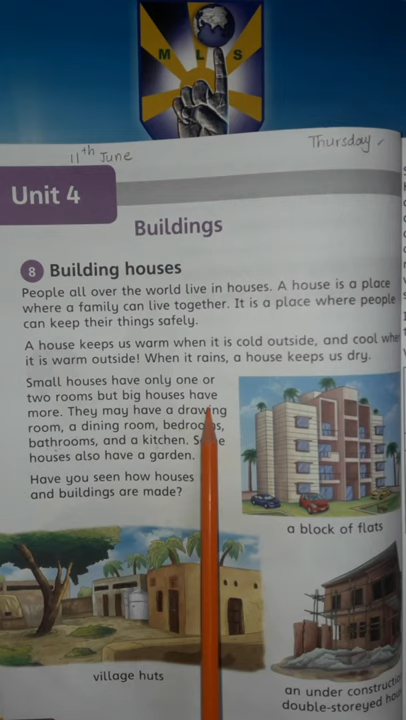 M L S
11th June
Thursday
Unit 4
Buildings
8 Building houses
People all over the world live in houses. A house is a place
where a family can live together. It is a place where people
can keep their things safely.
A house keeps us warm when it is cold outside, and cool
it is warm outside! When it rains, a house keeps us dry.
Small houses have only one or
two rooms but big houses have
more. They may have a drawing
room, a dining room,
bathrooms, and a kitchen.
houses also have a garden.
Have you seen how houses
and buildings are made?
a block of flats
village huts
an under
double-storeyed